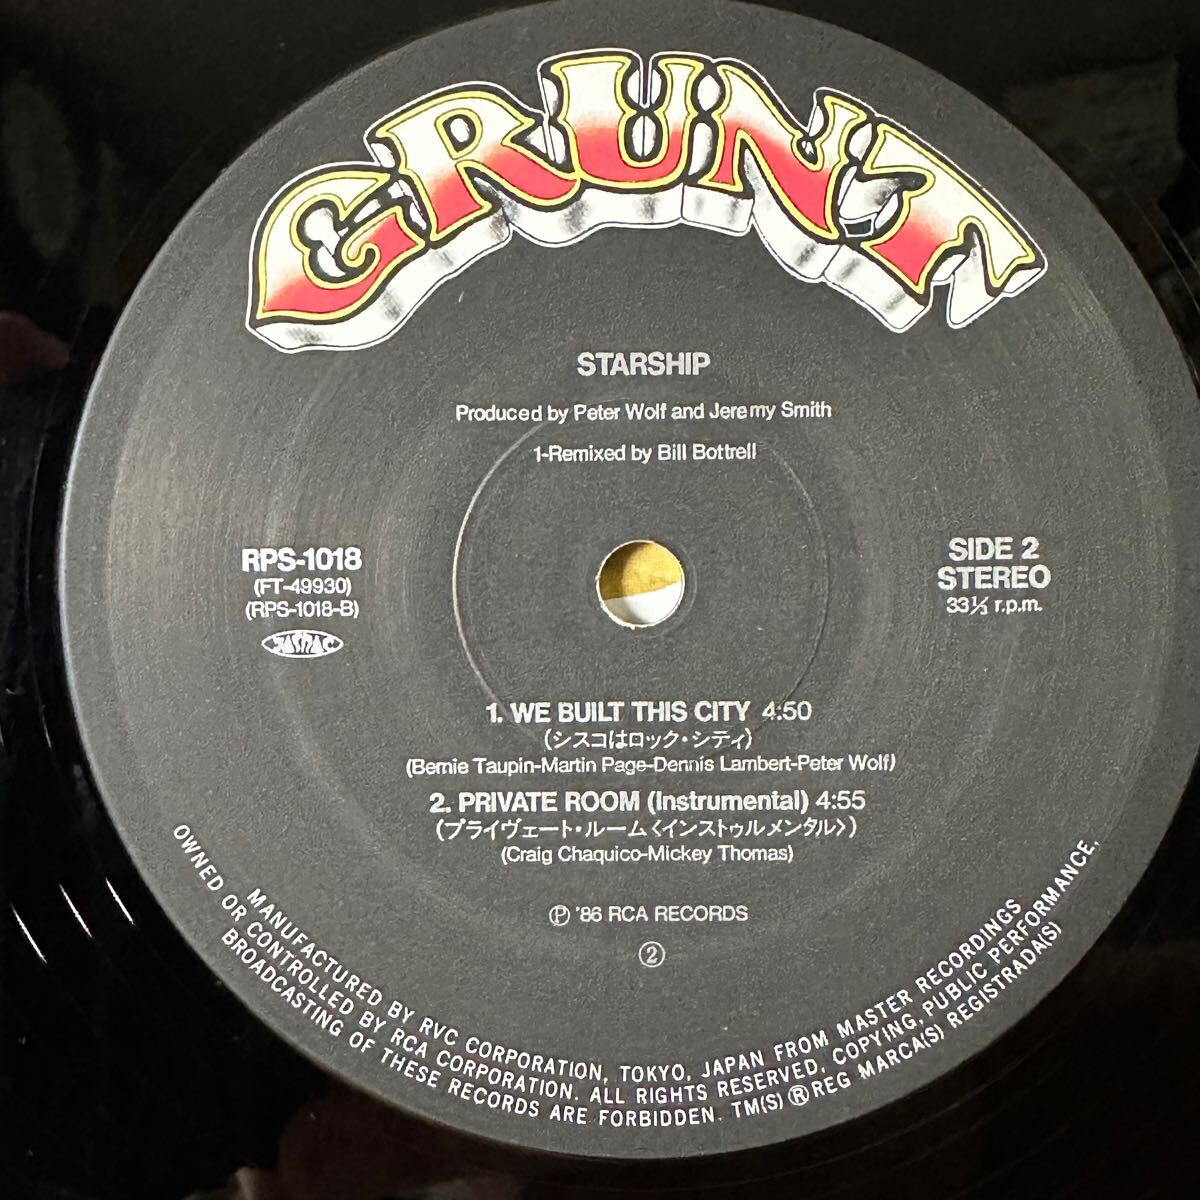 GRUNT
STARSHIP
Produced by Peter Wolf and Jeremy Smith
1-Remixed by Bill Bottrell
RPS-1018
(FT-49930)
(RPS-1018-B)
SIDE 2
STEREO
33⅓ r.p.m.
1. WE BUILT THIS CITY 4:50
(シスコはロック・シティ)
(Bernie Taupin-Martin Page-Dennis Lambert-Peter Wolf)
2. PRIVATE ROOM (Instrumental) 4:55
(プライヴェート・ルーム〈インストゥルメンタル〉)
(Craig Chaquico-Mickey Thomas)
Ⓟ '86 RCA RECORDS
②
MANUFACTURED BY RVC CORPORATION, TOKYO, JAPAN FROM MASTER RECORDINGS
OWNED OR CONTROLLED BY RCA CORPORATION. ALL RIGHTS RESERVED, COPYING, PUBLIC PERFORMANCE,
BROADCASTING OF THESE RECORDS ARE FORBIDDEN. TM(S) ® REG MARCA(S) REGISTRADA(S)